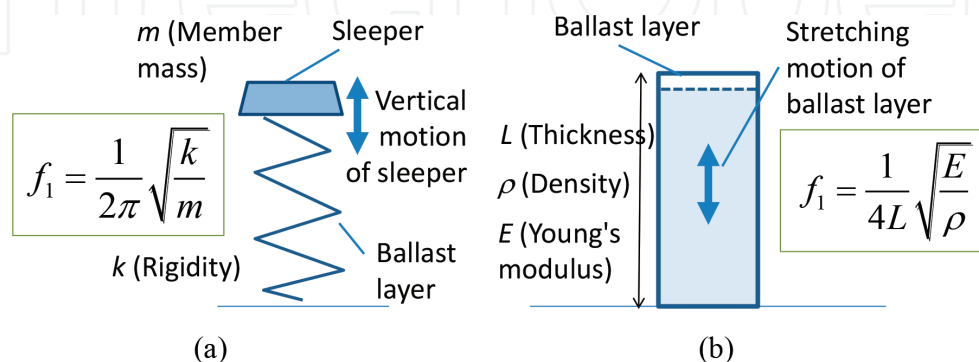 m (Member
mass)
Sleeper
Vertical
motion
of sleeper
f₁ = 1/2π √k/m
k (Rigidity)
Ballast
layer
(a)
Ballast layer
Stretching
motion of
ballast layer
L (Thickness)
ρ (Density)
E (Young's
modulus)
f₁ = 1/4L √E/ρ
(b)